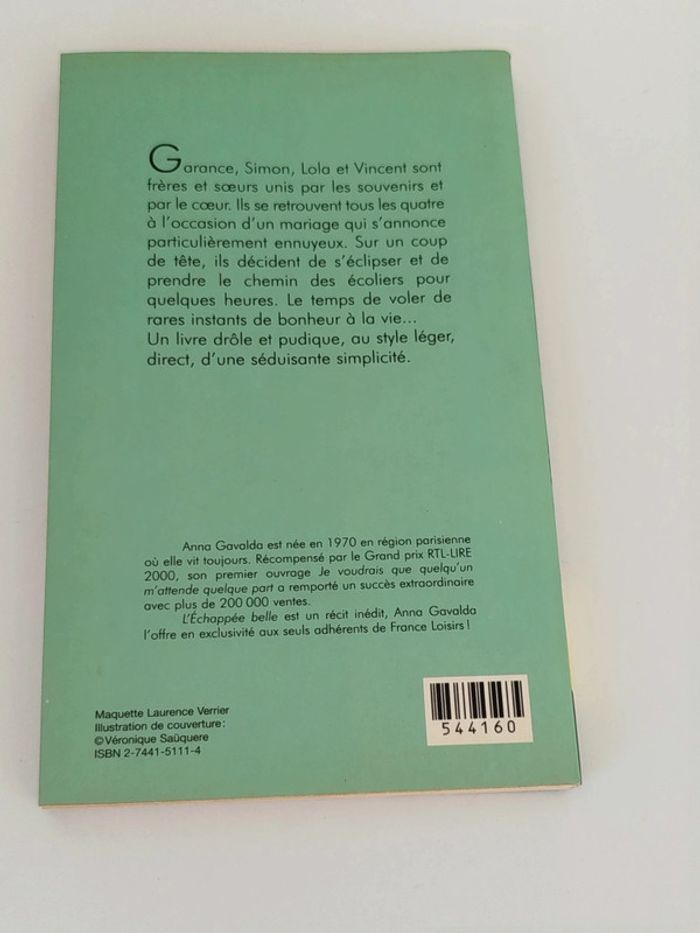 Garance, Simon, Lola et Vincent sont
frères et sœurs unis par les souvenirs et
par le cœur. Ils se retrouvent tous les quatre
à l'occasion d'un mariage qui s'annonce
particulièrement ennuyeux. Sur un coup
de tête, ils décident de s'éclipser et de
prendre le chemin des écoliers pour
quelques heures. Le temps de voler de
rares instants de bonheur à la vie...
Un livre drôle et pudique, au style léger,
direct, d'une séduisante simplicité.
Anna Gavalda est née en 1970 en région parisienne
où elle vit toujours. Récompensé par le Grand prix RTL-LIRE
2000, son premier ouvrage Je voudrais que quelqu'un
m'attende quelque part a remporté un succès extraordinaire
avec plus de 200 000 ventes.
L'Échappée belle est un récit inédit, Anna Gavalda
l'offre en exclusivité aux seuls adhérents de France Loisirs !
Maquette Laurence Verrier
Illustration de couverture :
© Véronique Saüquere
ISBN 2-7441-5111-4
544160